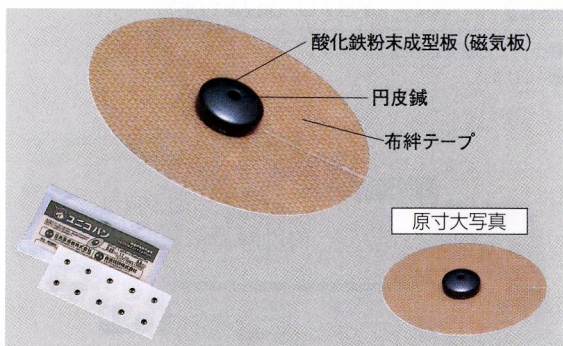 酸化鉄粉末成型板(磁気板)
円皮鍼
布絆テープ
原寸大写真
ユニコバン